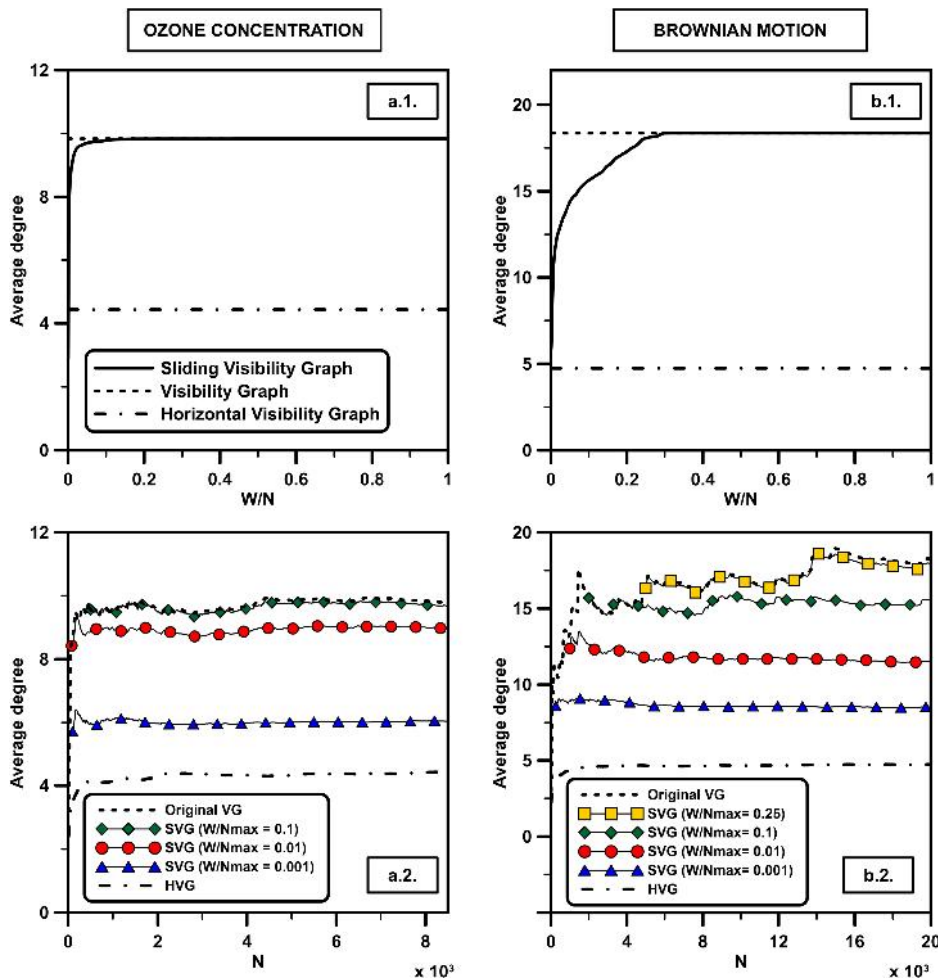 OZONE CONCENTRATION
BROWNIAN MOTION
12
8
4
0
Average degree
a.1.
Sliding Visibility Graph
Visibility Graph
Horizontal Visibility Graph
0 0.2 0.4 0.6 0.8 1
W/N
20
15
10
5
0
Average degree
b.1.
0 0.2 0.4 0.6 0.8 1
W/N
12
8
4
0
Average degree
Original VG
SVG (W/Nmax = 0.1)
SVG (W/Nmax = 0.01)
SVG (W/Nmax = 0.001)
HVG
a.2.
0 2 4 6 8
N
x 10³
20
15
10
5
0
Average degree
Original VG
SVG (W/Nmax= 0.25)
SVG (W/Nmax= 0.1)
SVG (W/Nmax= 0.01)
SVG (W/Nmax= 0.001)
HVG
b.2.
0 4 8 12 16 20
N
x 10³